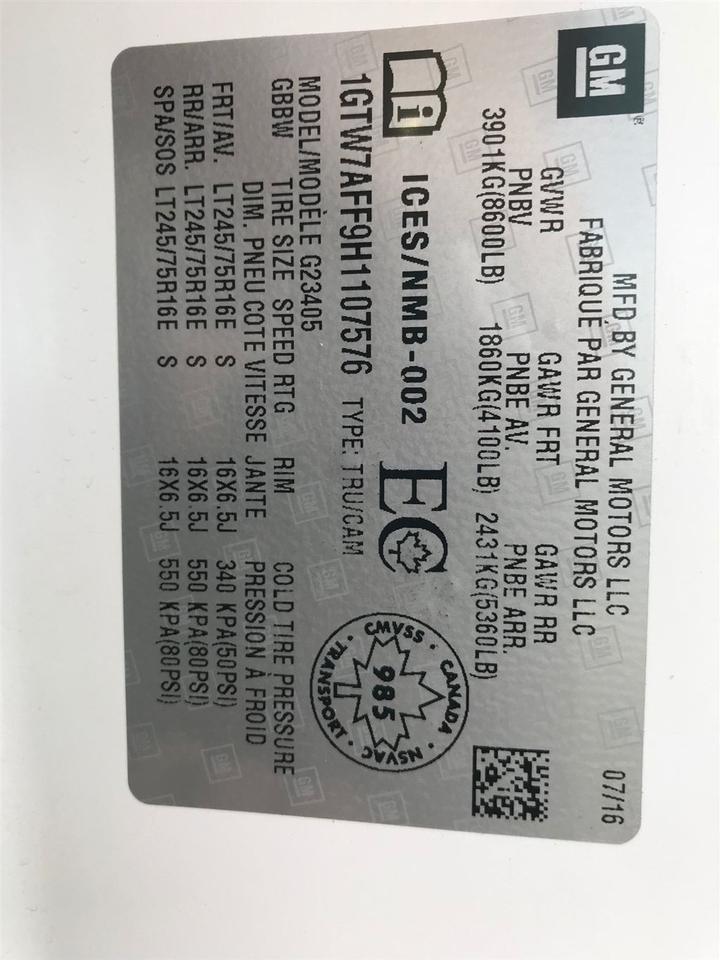 GM
MFD BY GENERAL MOTORS LLC
07/16
FABRIQUÉ PAR GENERAL MOTORS LLC
GVWR GAWR FRT GAWR RR
PNBV PNBE AV. PNBE ARR.
3901KG(8600LB) 1860KG(4100LB) 2431KG(5360LB)
i ICES/NMB-002 EC
CMVSS · CANADA · NSVAC · TRANSPORT ·
985
1GTW7AFF9H1107576 TYPE: TRU/CAM
MODEL/MODÈLE G23405
GBBW TIRE SIZE SPEED RTG RIM COLD TIRE PRESSURE
DIM. PNEU COTE VITESSE JANTE PRESSION À FROID
FRT/AV. LT245/75R16E S 16X6.5J 340 KPA(50PSI)
RR/ARR. LT245/75R16E S 16X6.5J 550 KPA(80PSI)
SPA/SOS LT245/75R16E S 16X6.5J 550 KPA(80PSI)